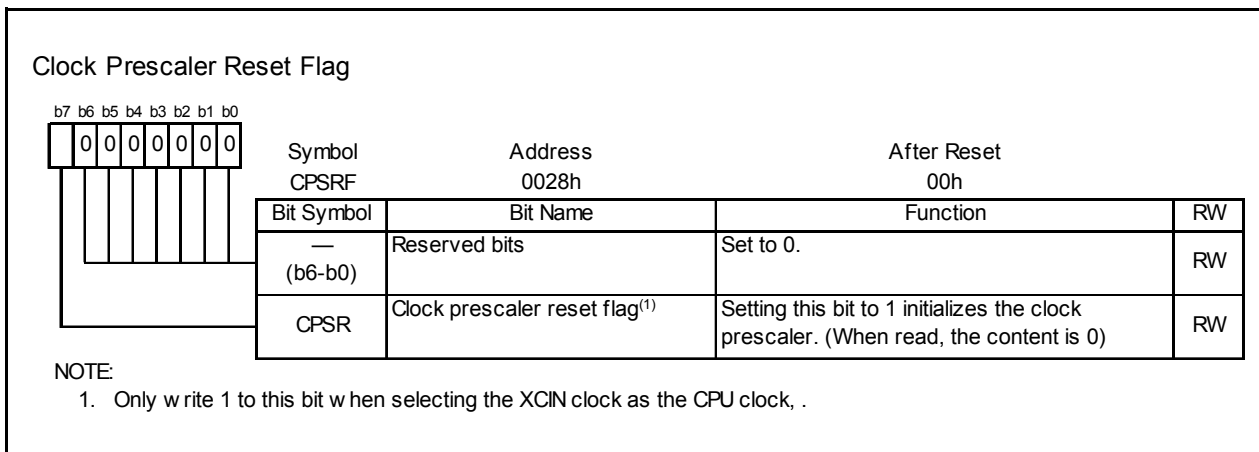 Clock Prescaler Reset Flag
b7 b6 b5 b4 b3 b2 b1 b0
0 0 0 0 0 0 0
Symbol Address After Reset
CPSRF 0028h 00h
Bit Symbol Bit Name Function RW
— Reserved bits Set to 0. RW
(b6-b0)
CPSR Clock prescaler reset flag(1) Setting this bit to 1 initializes the clock RW
prescaler. (When read, the content is 0)
NOTE:
1. Only w rite 1 to this bit w hen selecting the XCIN clock as the CPU clock, .